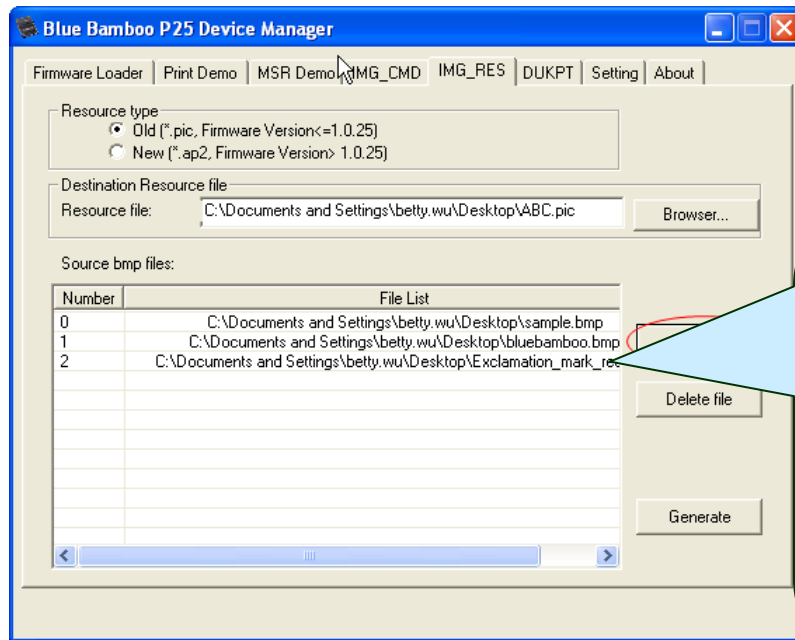 Blue Bamboo P25 Device Manager
Firmware Loader Print Demo MSR Demo IMG_CMD IMG_RES DUKPT Setting About
Resource type
Old (*.pic, Firmware Version<=1.0.25)
New (*.ap2, Firmware Version> 1.0.25)
Destination Resource file
Resource file: C:\Documents and Settings\betty.wu\Desktop\ABC.pic Browser...
Source bmp files:
Number File List
0 C:\Documents and Settings\betty.wu\Desktop\sample.bmp
1 C:\Documents and Settings\betty.wu\Desktop\bluebamboo.bmp
2 C:\Documents and Settings\betty.wu\Desktop\Exclamation_mark_re
Delete file
Generate